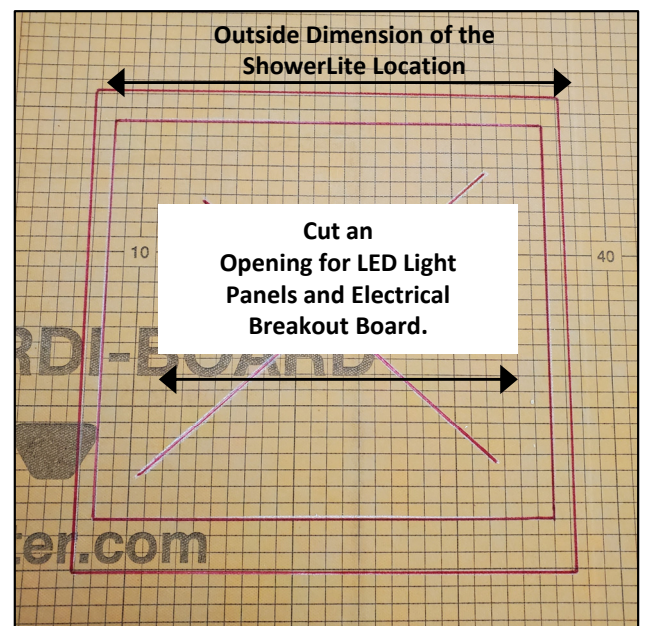 Outside Dimension of the
ShowerLite Location
Cut an
Opening for LED Light
Panels and Electrical
Breakout Board.
10
40
RDI-BOARD
er.com